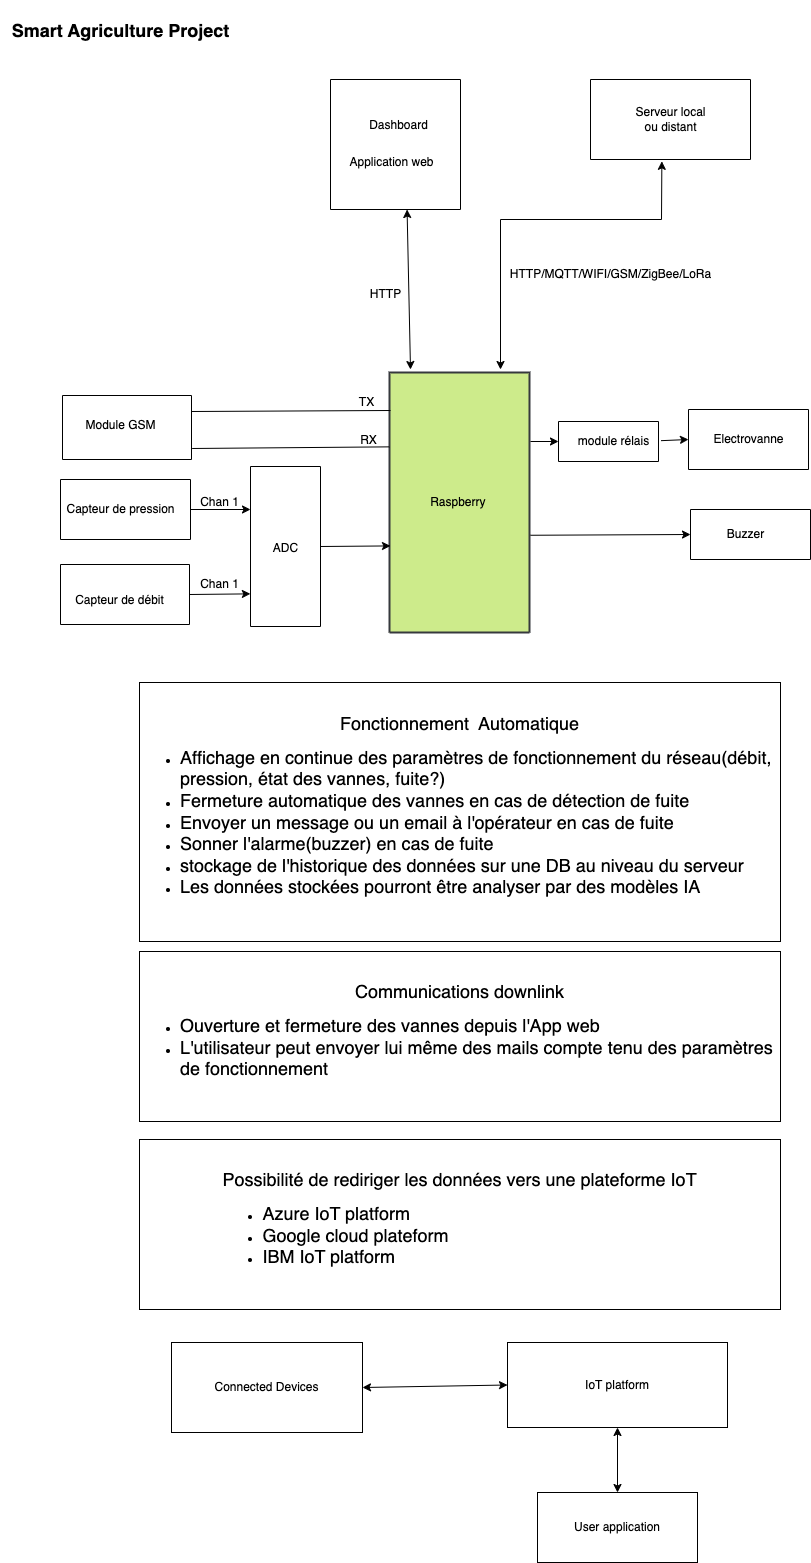 Smart Agriculture Project
Dashboard
Application web
Serveur local
ou distant
HTTP
HTTP/MQTT/WIFI/GSM/ZigBee/LoRa
Module GSM
TX
RX
Capteur de pression
Chan 1
Capteur de débit
Chan 1
ADC
Raspberry
module rélais
Electrovanne
Buzzer
Fonctionnement Automatique
• Affichage en continue des paramètres de fonctionnement du réseau(débit,
pression, état des vannes, fuite?)
• Fermeture automatique des vannes en cas de détection de fuite
• Envoyer un message ou un email à l'opérateur en cas de fuite
• Sonner l'alarme(buzzer) en cas de fuite
• stockage de l'historique des données sur une DB au niveau du serveur
• Les données stockées pourront être analyser par des modèles IA
Communications downlink
• Ouverture et fermeture des vannes depuis l'App web
• L'utilisateur peut envoyer lui même des mails compte tenu des paramètres
de fonctionnement
Possibilité de rediriger les données vers une plateforme IoT
• Azure IoT platform
• Google cloud plateform
• IBM IoT platform
Connected Devices
IoT platform
User application